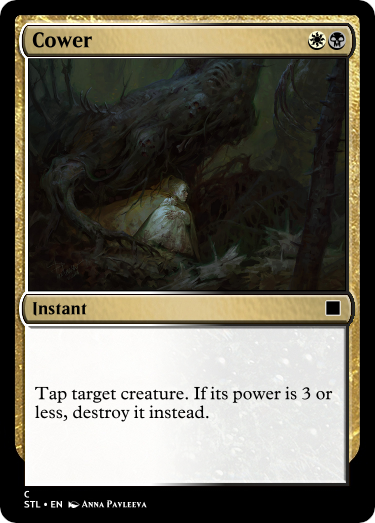 Cower
Instant
Tap target creature. If its power is 3 or
less, destroy it instead.
C
STL • EN Anna Pavleeva